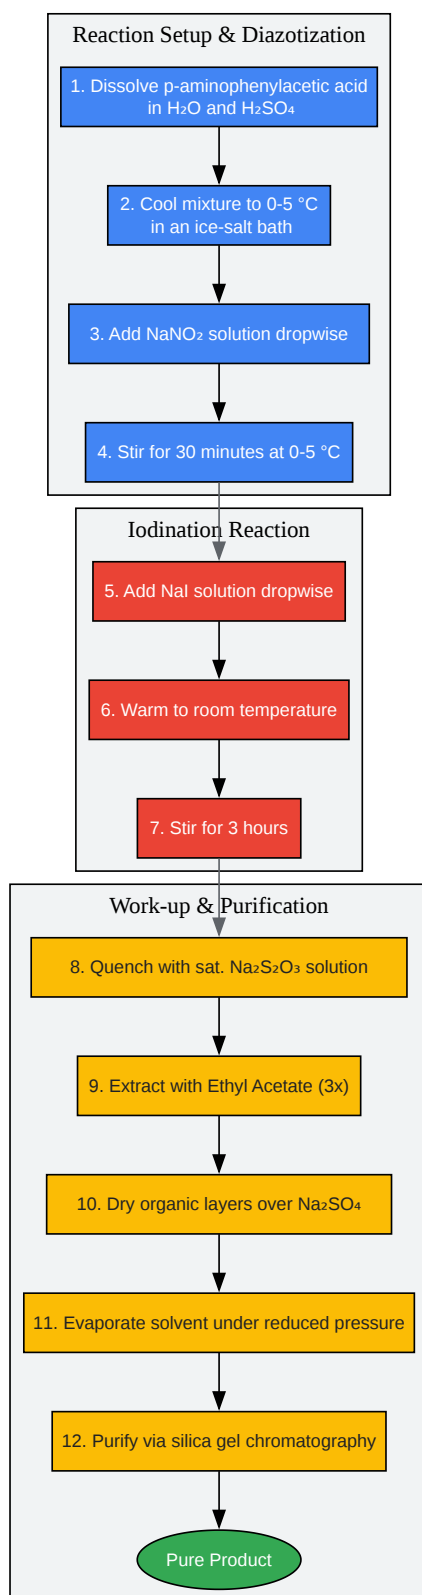 Reaction Setup & Diazotization
1. Dissolve p-aminophenylacetic acid
in H₂O and H₂SO₄
2. Cool mixture to 0-5 °C
in an ice-salt bath
3. Add NaNO₂ solution dropwise
4. Stir for 30 minutes at 0-5 °C
Iodination Reaction
5. Add NaI solution dropwise
6. Warm to room temperature
7. Stir for 3 hours
Work-up & Purification
8. Quench with sat. Na₂S₂O₃ solution
9. Extract with Ethyl Acetate (3x)
10. Dry organic layers over Na₂SO₄
11. Evaporate solvent under reduced pressure
12. Purify via silica gel chromatography
Pure Product